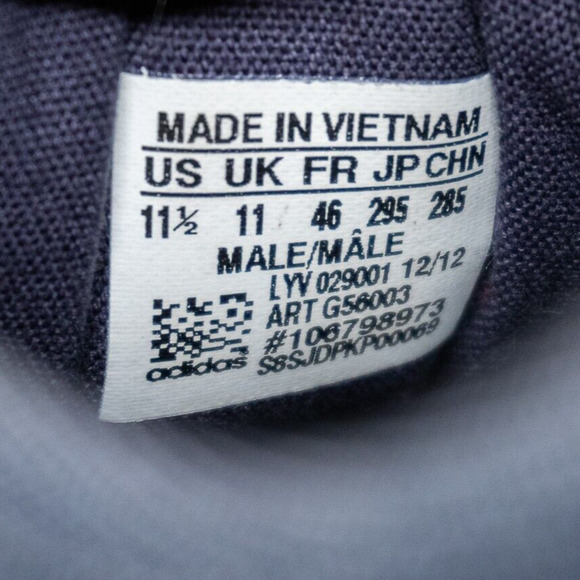 MADE IN VIETNAM
US UK FR JP CHN
11½ 11 46 295 285
MALE/MÂLE
LYV 029001 12/12
ART G56003
#106798973
S6SJDPKP00069
adidas